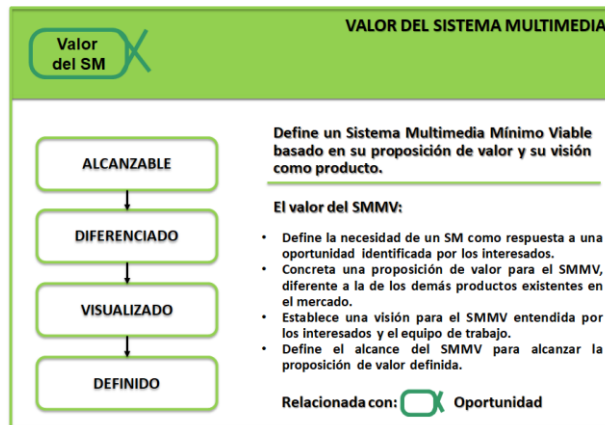 VALOR DEL SISTEMA MULTIMEDIA
Valor
del SM
ALCANZABLE
DIFERENCIADO
VISUALIZADO
DEFINIDO
Define un Sistema Multimedia Mínimo Viable
basado en su proposición de valor y su visión
como producto.
El valor del SMMV:
• Define la necesidad de un SM como respuesta a una
oportunidad identificada por los interesados.
• Concreta una proposición de valor para el SMMV,
diferente a la de los demás productos existentes en
el mercado.
• Establece una visión para el SMMV entendida por
los interesados y el equipo de trabajo.
• Define el alcance del SMMV para alcanzar la
proposición de valor definida.
Relacionada con: Oportunidad